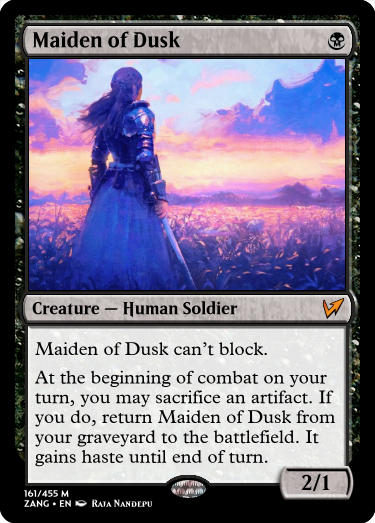 Maiden of Dusk
Creature — Human Soldier
Maiden of Dusk can't block.
At the beginning of combat on your
turn, you may sacrifice an artifact. If
you do, return Maiden of Dusk from
your graveyard to the battlefield. It
gains haste until end of turn.
2/1
161/455 M
ZANG • EN Raja Nandepu